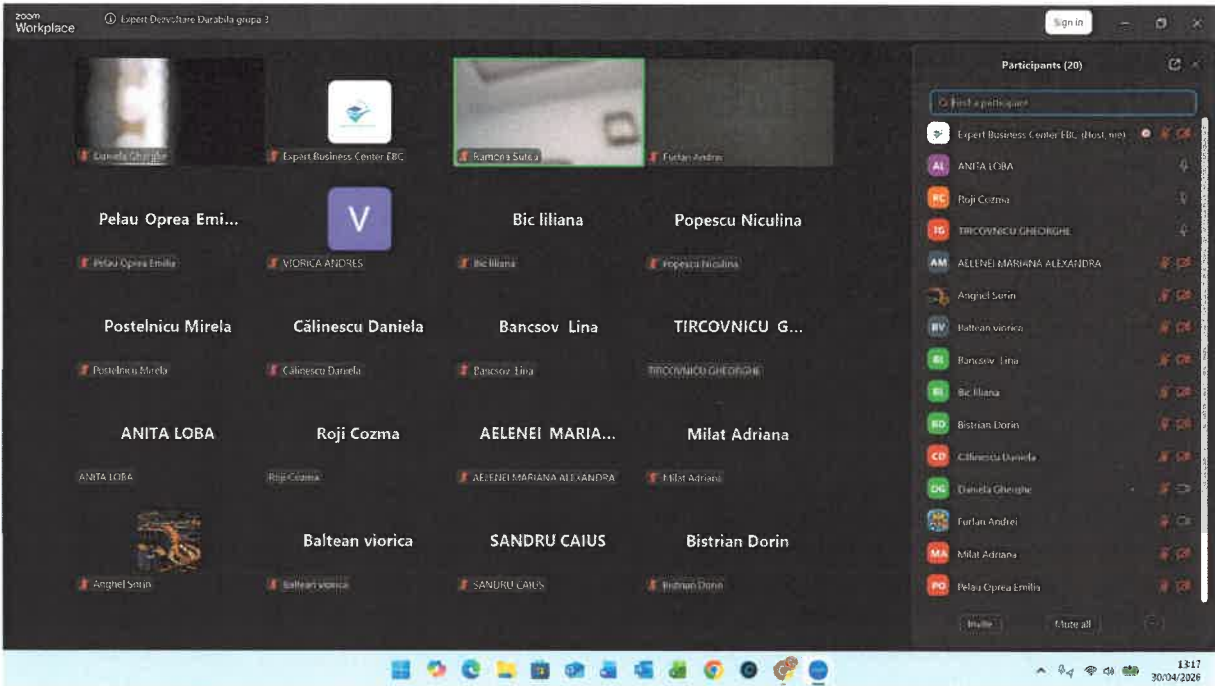 zoom
Workplace
Expert Dezvoltare Durabila grupa 3
Sign in
Daniela Gherghe
Expert Business Center EBC
Ramona Sutea
Furlan Andrei
Pelau Oprea Emi...
V
Bic liliana
Popescu Niculina
Pelau Oprea Emilia
VIORICA ANDRES
Bic liliana
Popescu Niculina
Postelnicu Mirela
Călinescu Daniela
Bancsov Lina
TIRCOVNICU G...
Postelnicu Mirela
Călinescu Daniela
Bancsov Lina
TIRCOVNICU GHEORGHE
ANITA LOBA
Roji Cozma
AELENEI MARIA...
Milat Adriana
ANITA LOBA
Roji Cozma
AELENEI MARIANA ALEXANDRA
Milat Adriana
Baltean viorica
SANDRU CAIUS
Bistrian Dorin
Anghel Sorin
Baltean viorica
SANDRU CAIUS
Bistrian Dorin
Participants (20)
Find a participant
Expert Business Center EBC (Host, me)
AL ANITA LOBA
RC Roji Cozma
TG TIRCOVNICU GHEORGHE
AM AELENEI MARIANA ALEXANDRA
Anghel Sorin
BV Baltean viorica
BL Bancsov Lina
BL Bic liliana
BD Bistrian Dorin
CD Călinescu Daniela
DG Daniela Gherghe
Furlan Andrei
MA Milat Adriana
PO Pelau Oprea Emilia
Invite
Mute all
13:17
30/04/2026